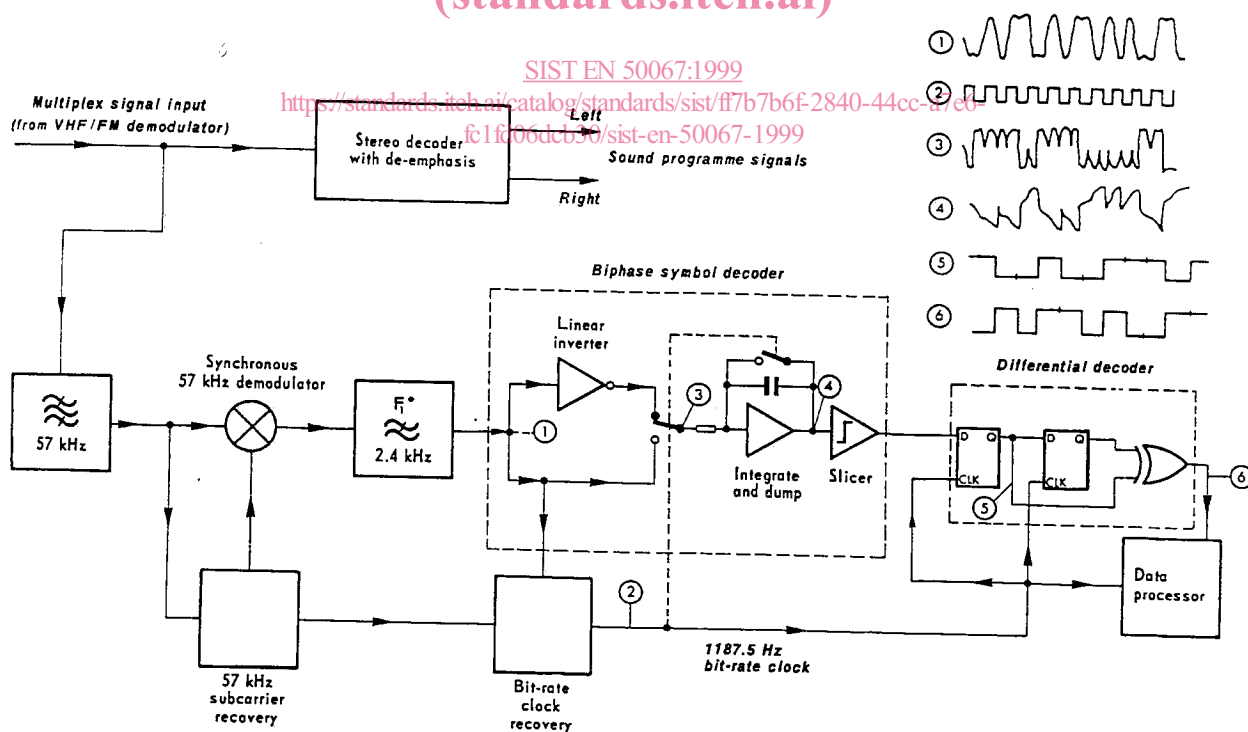 (standards.iteh.ai)
SIST EN 50067:1999
https://standards.iteh.ai/catalog/standards/sist/ff7b7b6f-2840-44cc-a7e6-
fc1fd06dcb30/sist-en-50067-1999
Multiplex signal input
(from VHF/FM demodulator)
Stereo decoder
with de-emphasis
Left
Sound programme signals
Right
1
2
3
4
5
6
Biphase symbol decoder
Linear
inverter
Synchronous
57 kHz demodulator
Differential decoder
57 kHz
2.4 kHz
1
3
4
Integrate
and dump
Slicer
D Q
CLK
D Q
CLK
5
6
2
Data
processor
1187.5 Hz
bit-rate clock
57 kHz
subcarrier
recovery
Bit-rate
clock
recovery